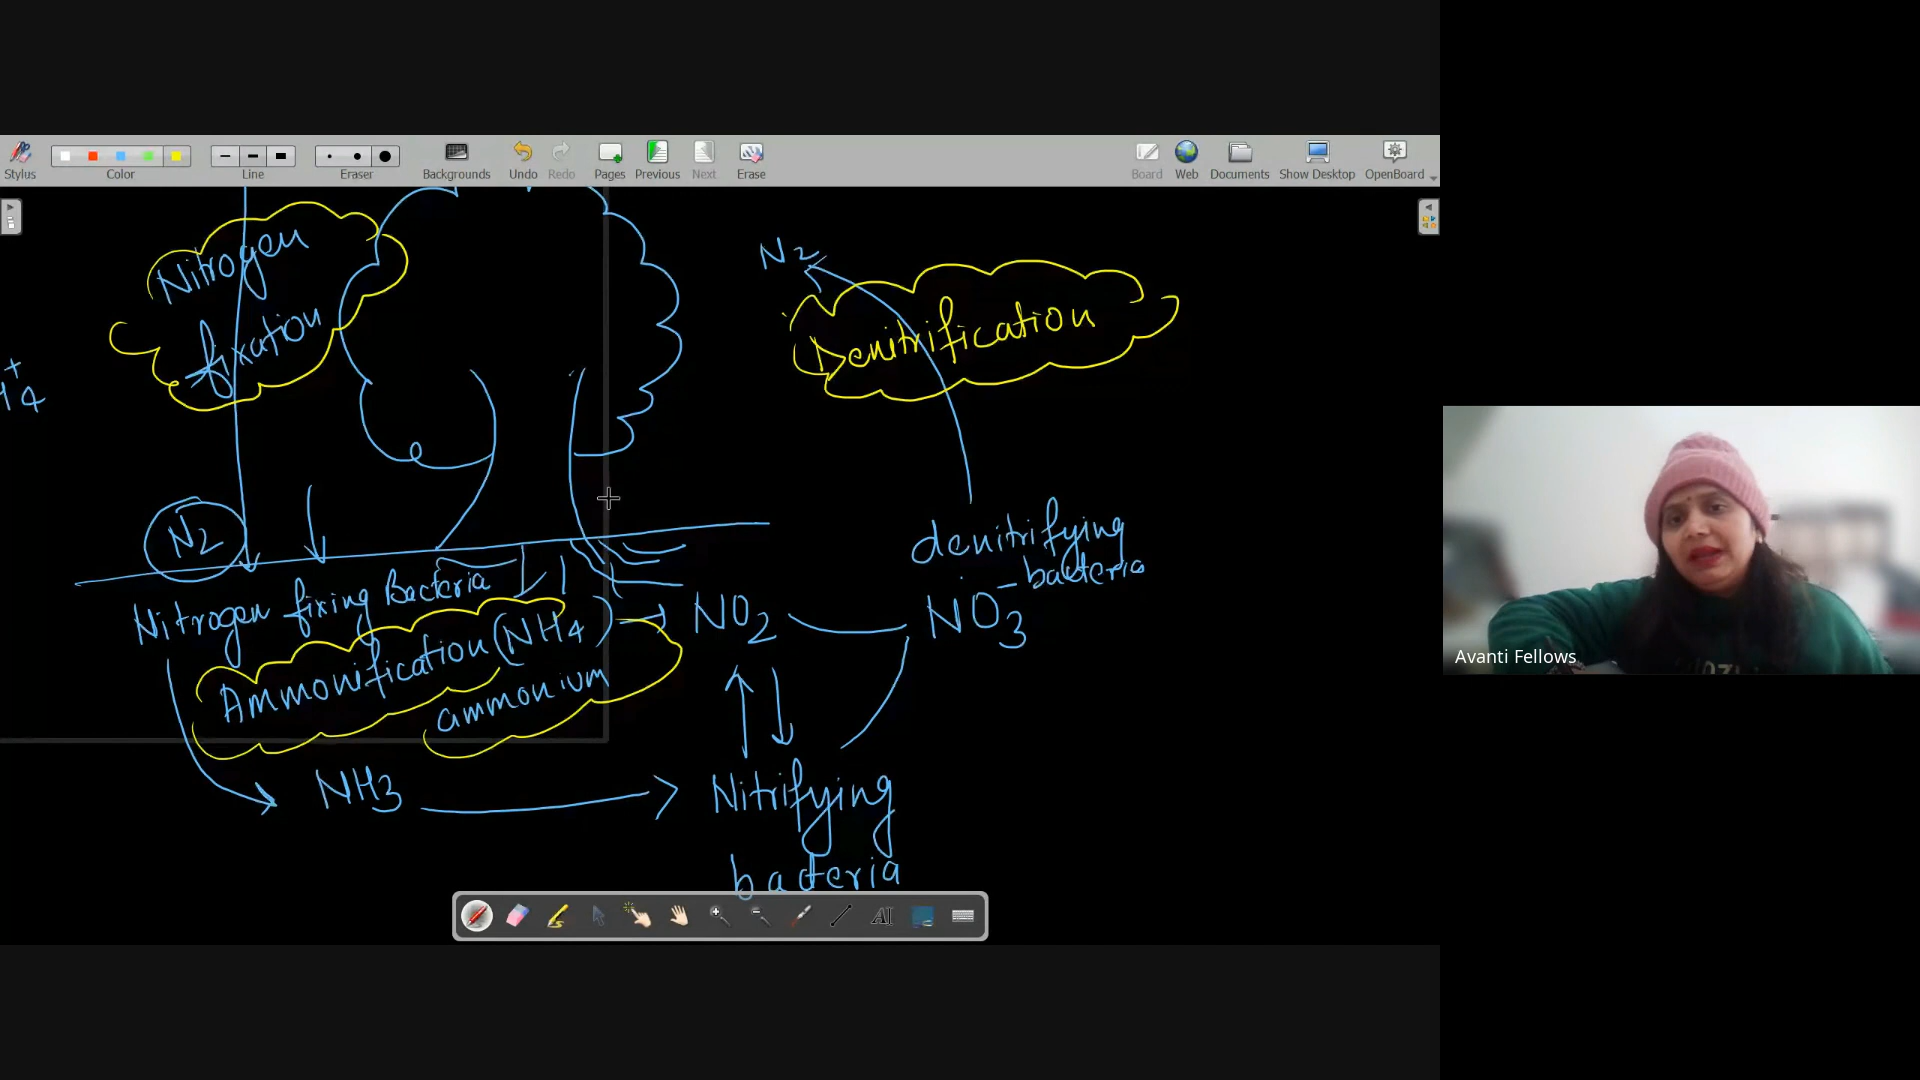 Stylus
Color
Line
Eraser
Backgrounds
Undo
Redo
Pages
Previous
Next
Erase
Board
Web
Documents
Show Desktop
OpenBoard
Nitrogen
fixation
N2
Denitrification
+
4
N2
denitrifying
bacteria
Nitrogen fixing Bacteria
Ammonification (NH4)
ammonium
NO2
NO3-
NH3
Nitrifying
bacteria
Avanti Fellows